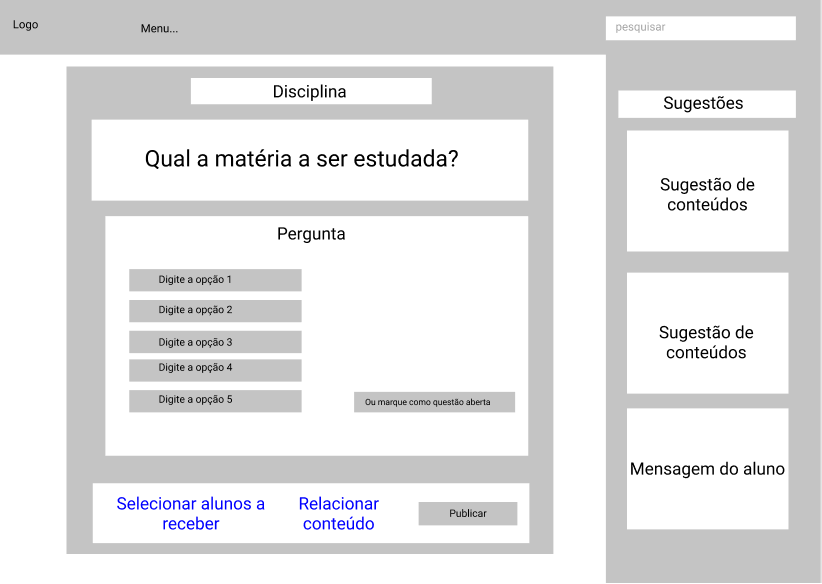 Logo
Menu...
pesquisar
Disciplina
Qual a matéria a ser estudada?
Pergunta
Digite a opção 1
Digite a opção 2
Digite a opção 3
Digite a opção 4
Digite a opção 5
Ou marque como questão aberta
Selecionar alunos a
receber
Relacionar
conteúdo
Publicar
Sugestões
Sugestão de
conteúdos
Sugestão de
conteúdos
Mensagem do aluno